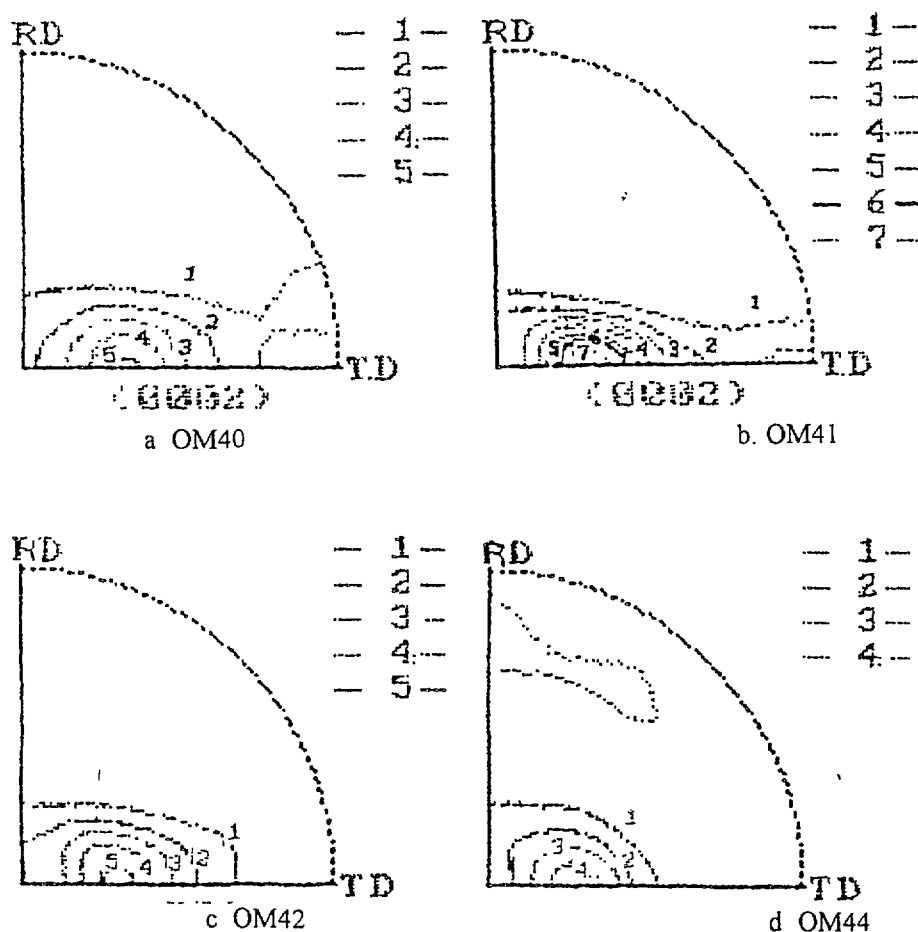 RD
— 1 —
— 2 —
— 3 —
— 4 —
— 5 —
1
2
5
4
3
T.D
(0002)
a OM40
RD
— 1 —
— 2 —
— 3 —
— 4 —
— 5 —
— 6 —
— 7 —
1
5
7
6
4
3
2
T.D
(0002)
b. OM41
RD
— 1 —
— 2 —
— 3 —
— 4 —
— 5 —
1
5
4
3
2
TD
c OM42
RD
— 1 —
— 2 —
— 3 —
— 4 —
1
3
4
2
TD
d OM44